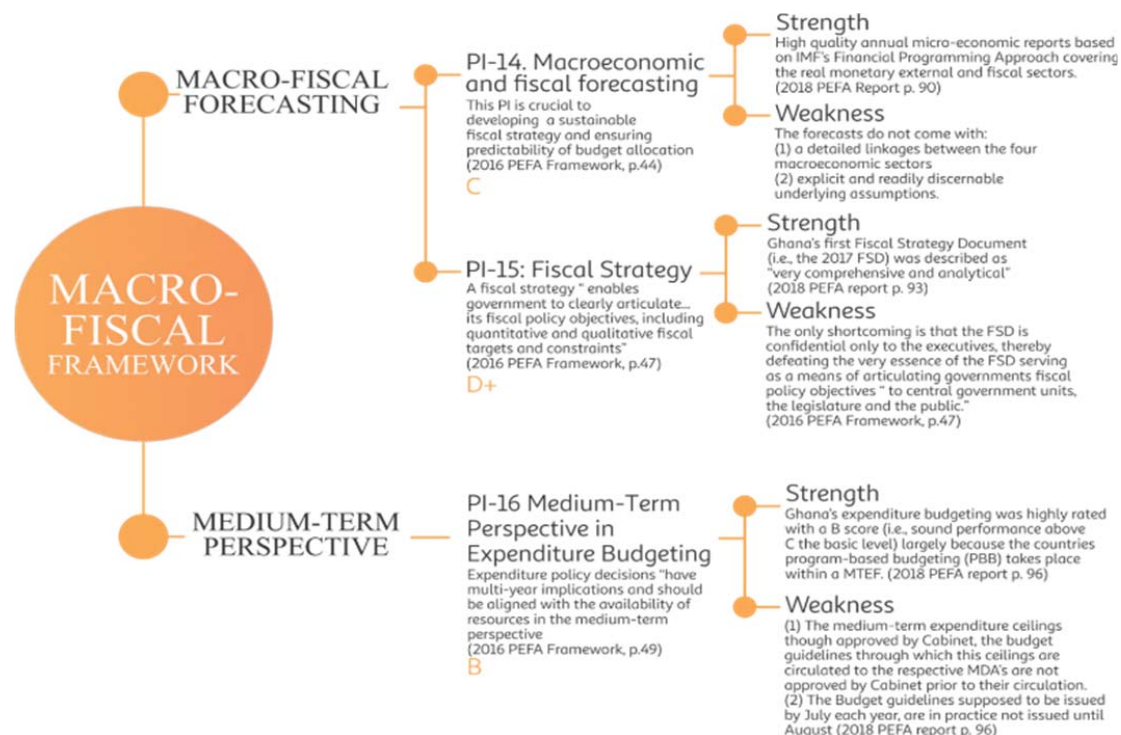 MACRO-
FISCAL
FRAMEWORK
MACRO-FISCAL
FORECASTING
PI-14. Macroeconomic
and fiscal forecasting
This PI is crucial to
developing a sustainable
fiscal strategy and ensuring
predictability of budget allocation
(2016 PEFA Framework, p.44)
C
Strength
High quality annual micro-economic reports based
on IMF's Financial Programming Approach covering
the real monetary external and fiscal sectors.
(2018 PEFA Report p. 90)
Weakness
The forecasts do not come with:
(1) a detailed linkages between the four
macroeconomic sectors
(2) explicit and readily discernable
underlying assumptions.
PI-15: Fiscal Strategy
A fiscal strategy " enables
government to clearly articulate...
its fiscal policy objectives, including
quantitative and qualitative fiscal
targets and constraints"
(2016 PEFA Framework, p.47)
D+
Strength
Ghana's first Fiscal Strategy Document
(i.e., the 2017 FSD) was described as
"very comprehensive and analytical"
(2018 PEFA report p. 93)
Weakness
The only shortcoming is that the FSD is
confidential only to the executives, thereby
defeating the very essence of the FSD serving
as a means of articulating governments fiscal
policy objectives " to central government units,
the legislature and the public."
(2016 PEFA Framework, p.47)
MEDIUM-TERM
PERSPECTIVE
PI-16 Medium-Term
Perspective in
Expenditure Budgeting
Expenditure policy decisions "have
multi-year implications and should
be aligned with the availability of
resources in the medium-term
perspective
(2016 PEFA Framework, p.49)
B
Strength
Ghana's expenditure budgeting was highly rated
with a B score (i.e., sound performance above
C the basic level) largely because the countries
program-based budgeting (PBB) takes place
within a MTEF. (2018 PEFA report p. 96)
Weakness
(1) The medium-term expenditure ceilings
though approved by Cabinet, the budget
guidelines through which this ceilings are
circulated to the respective MDA's are not
approved by Cabinet prior to their circulation.
(2) The Budget guidelines supposed to be issued
by July each year, are in practice not issued until
August (2018 PEFA report p. 96)